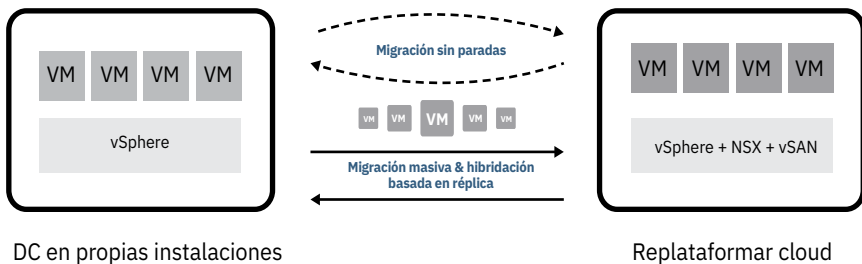 VM VM VM VM
vSphere
DC en propias instalaciones
Migración sin paradas
VM VM VM VM VM
Migración masiva & hibridación
basada en réplica
VM VM VM VM
vSphere + NSX + vSAN
Replataformar cloud